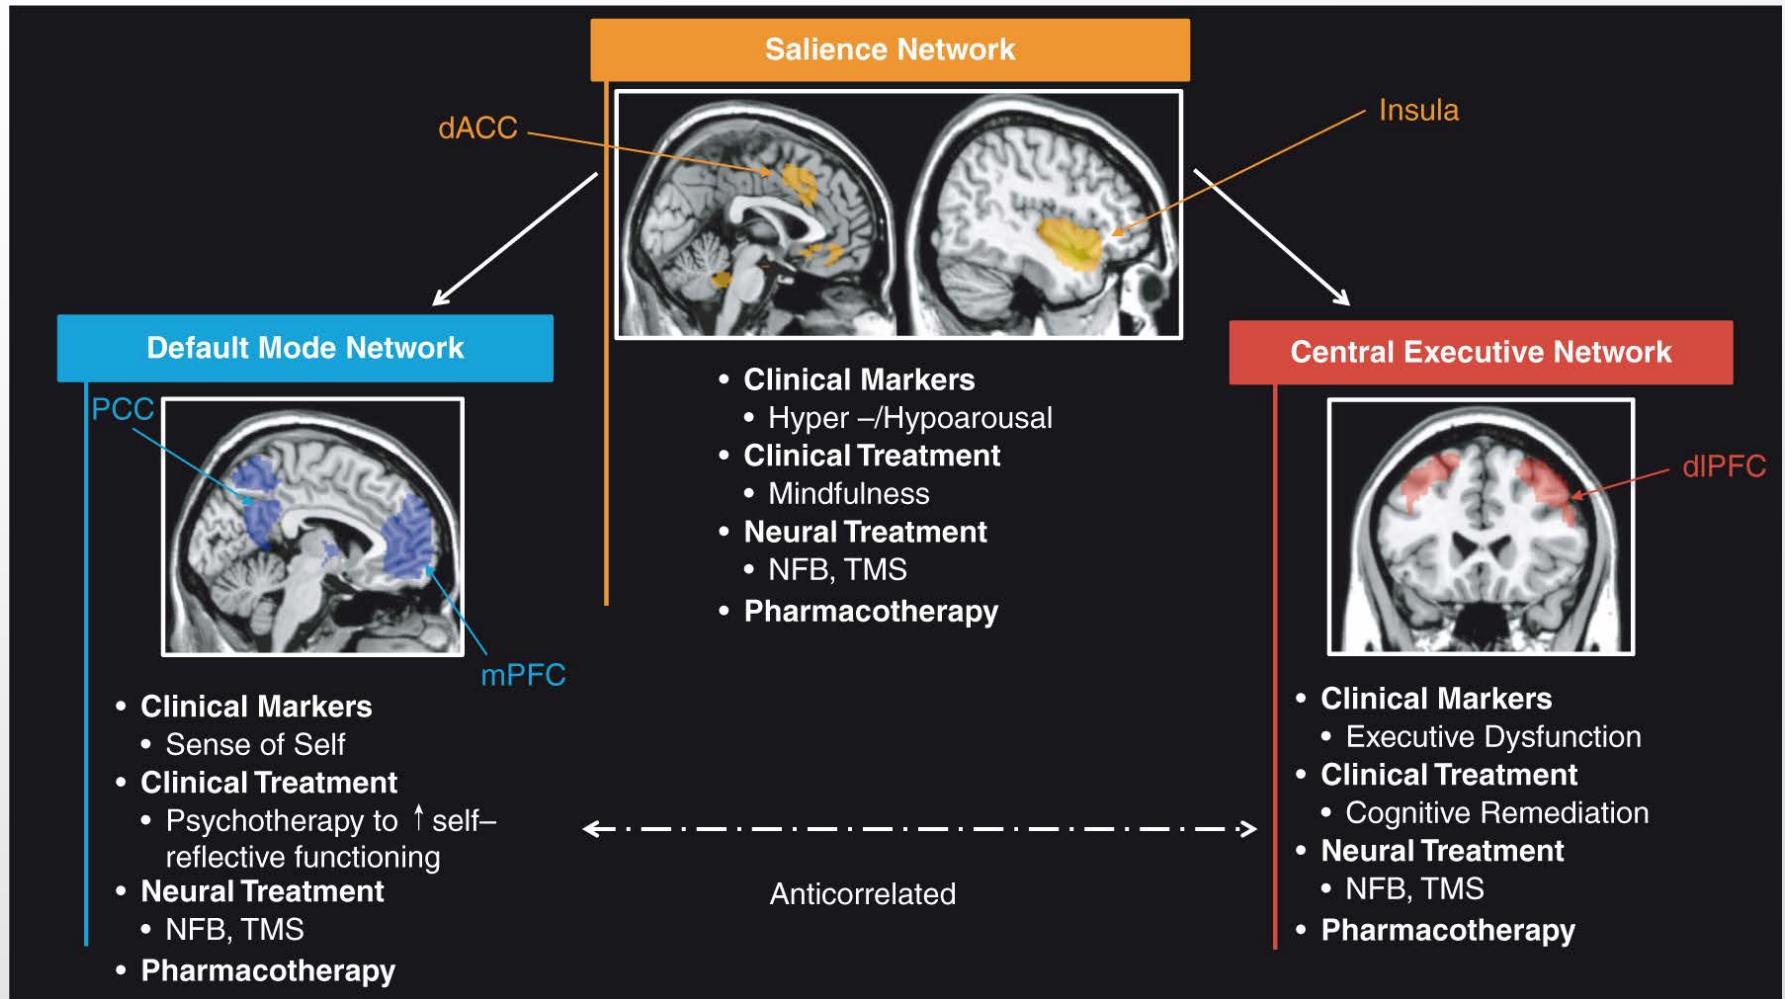 Salience Network
dACC
Insula
• Clinical Markers
• Hyper –/Hypoarousal
• Clinical Treatment
• Mindfulness
• Neural Treatment
• NFB, TMS
• Pharmacotherapy
Default Mode Network
PCC
mPFC
• Clinical Markers
• Sense of Self
• Clinical Treatment
• Psychotherapy to ↑ self–
reflective functioning
• Neural Treatment
• NFB, TMS
• Pharmacotherapy
Anticorrelated
Central Executive Network
dlPFC
• Clinical Markers
• Executive Dysfunction
• Clinical Treatment
• Cognitive Remediation
• Neural Treatment
• NFB, TMS
• Pharmacotherapy